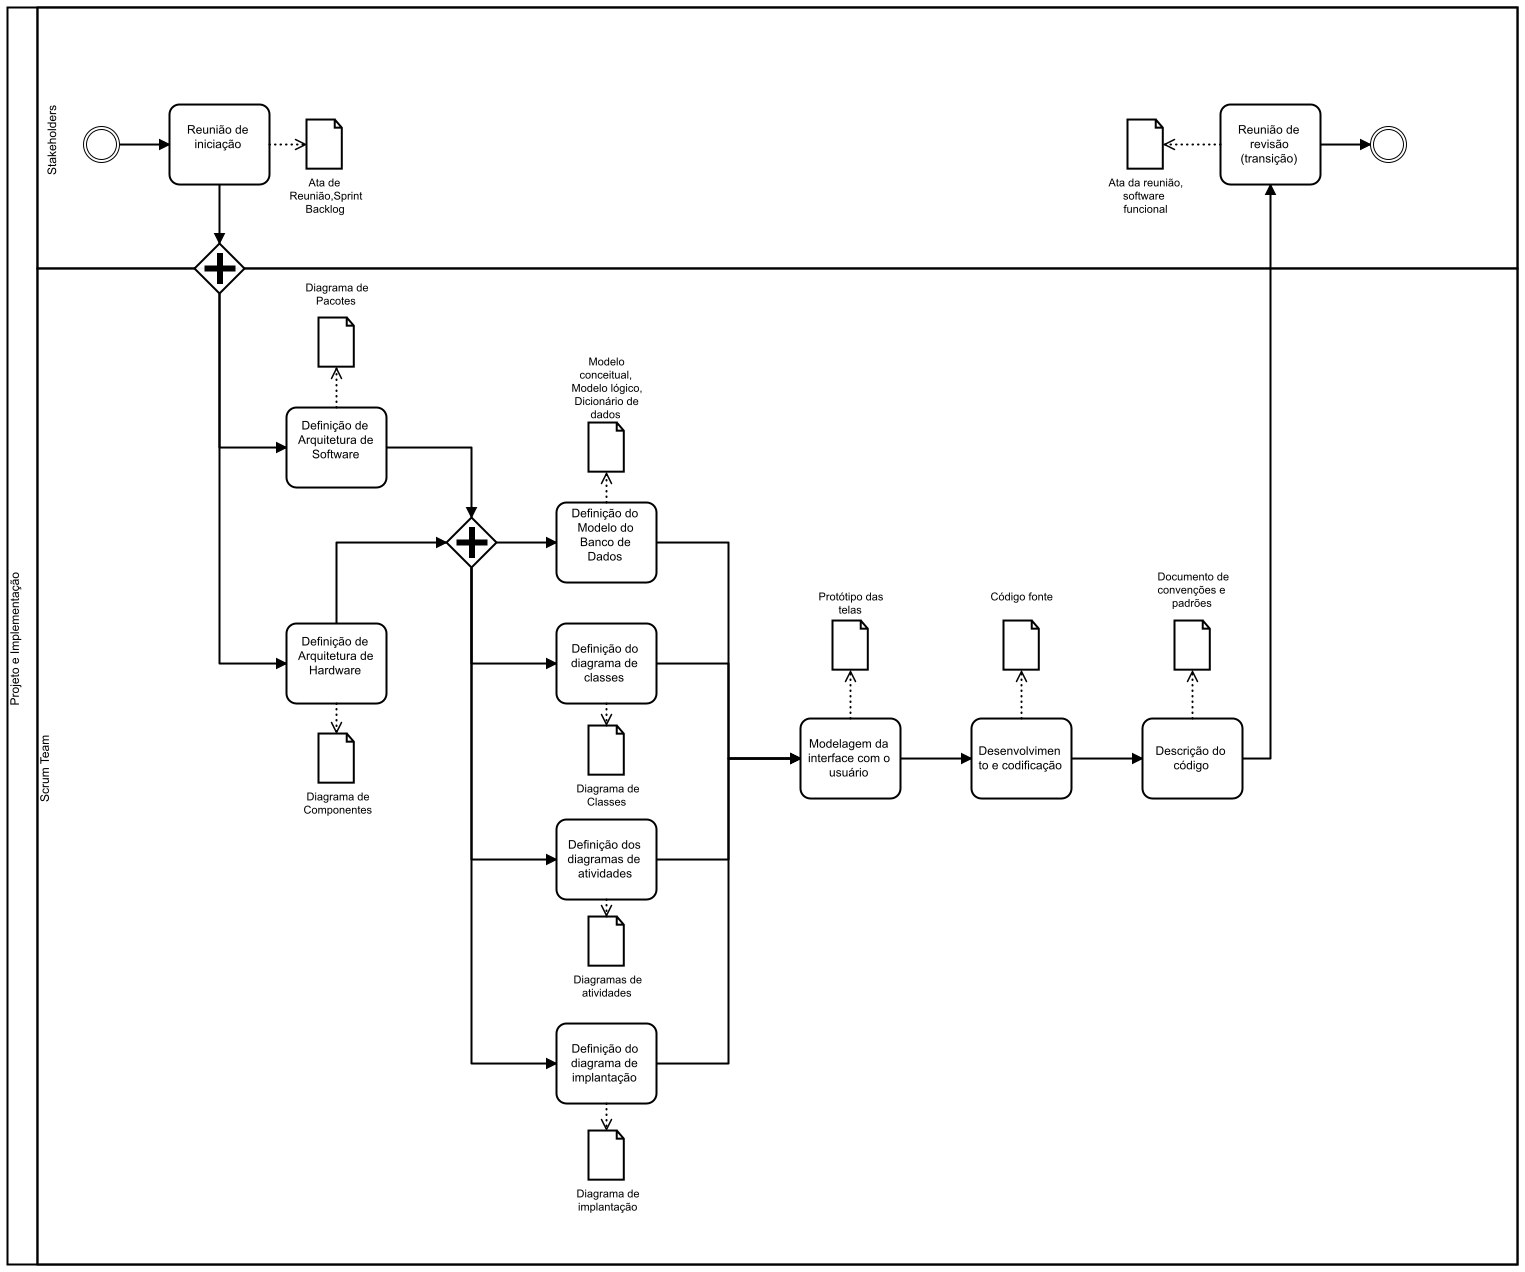 Projeto e Implementação
Stakeholders
Reunião de
iniciação
Ata de
Reunião,Sprint
Backlog
Ata da reunião,
software
funcional
Reunião de
revisão
(transição)
Scrum Team
Diagrama de
Pacotes
Definição de
Arquitetura de
Software
Definição de
Arquitetura de
Hardware
Diagrama de
Componentes
Modelo
conceitual,
Modelo lógico,
Dicionário de
dados
Definição do
Modelo do
Banco de
Dados
Definição do
diagrama de
classes
Diagrama de
Classes
Definição dos
diagramas de
atividades
Diagramas de
atividades
Definição do
diagrama de
implantação
Diagrama de
implantação
Protótipo das
telas
Modelagem da
interface com o
usuário
Código fonte
Desenvolvimen
to e codificação
Documento de
convenções e
padrões
Descrição do
código